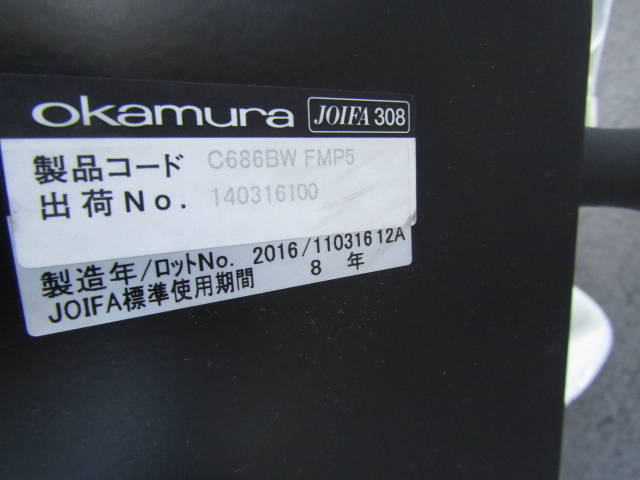 okamura JOIFA 308
製品コード C686BW FMP5
出荷No. 140316100
製造年/ロットNo. 2016/11031612A
JOIFA標準使用期間 8 年